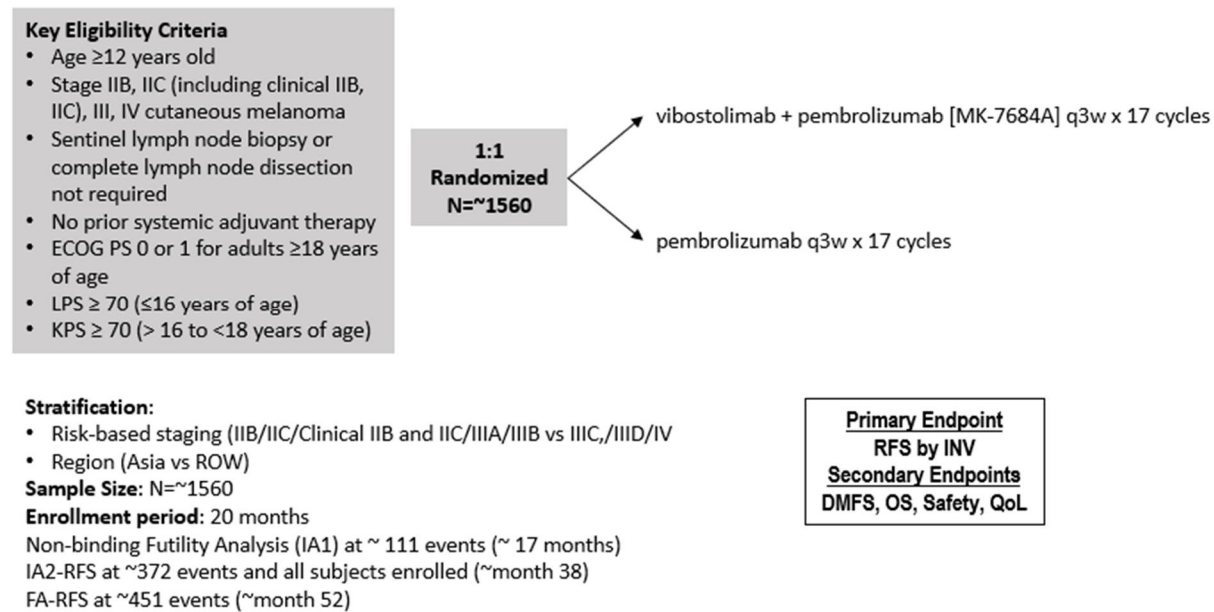 Key Eligibility Criteria
• Age ≥12 years old
• Stage IIB, IIC (including clinical IIB,
IIC), III, IV cutaneous melanoma
• Sentinel lymph node biopsy or
complete lymph node dissection
not required
• No prior systemic adjuvant therapy
• ECOG PS 0 or 1 for adults ≥18 years
of age
• LPS ≥ 70 (≤16 years of age)
• KPS ≥ 70 (> 16 to <18 years of age)
1:1
Randomized
N=~1560
vibostolimab + pembrolizumab [MK-7684A] q3w x 17 cycles
pembrolizumab q3w x 17 cycles
Stratification:
• Risk-based staging (IIB/IIC/Clinical IIB and IIC/IIIA/IIIB vs IIIC,/IIID/IV
• Region (Asia vs ROW)
Sample Size: N=~1560
Enrollment period: 20 months
Non-binding Futility Analysis (IA1) at ~ 111 events (~ 17 months)
IA2-RFS at ~372 events and all subjects enrolled (~month 38)
FA-RFS at ~451 events (~month 52)
Primary Endpoint
RFS by INV
Secondary Endpoints
DMFS, OS, Safety, QoL